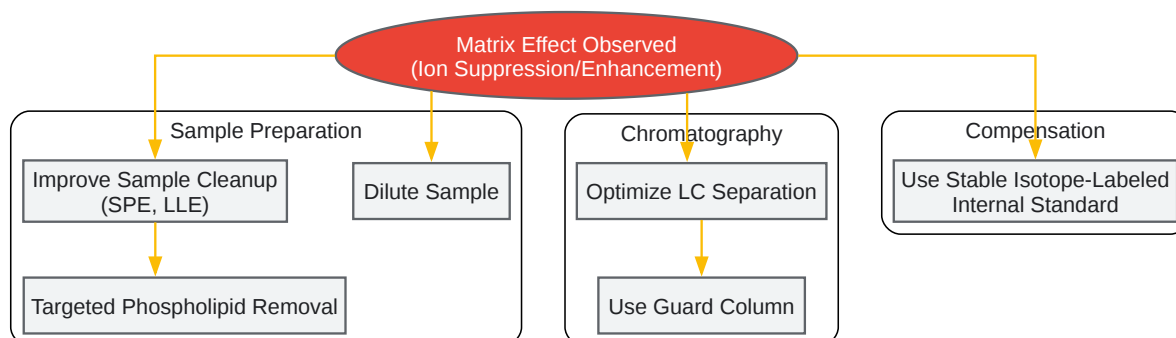 Matrix Effect Observed
(Ion Suppression/Enhancement)
Sample Preparation
Improve Sample Cleanup
(SPE, LLE)
Dilute Sample
Targeted Phospholipid Removal
Chromatography
Optimize LC Separation
Use Guard Column
Compensation
Use Stable Isotope-Labeled
Internal Standard